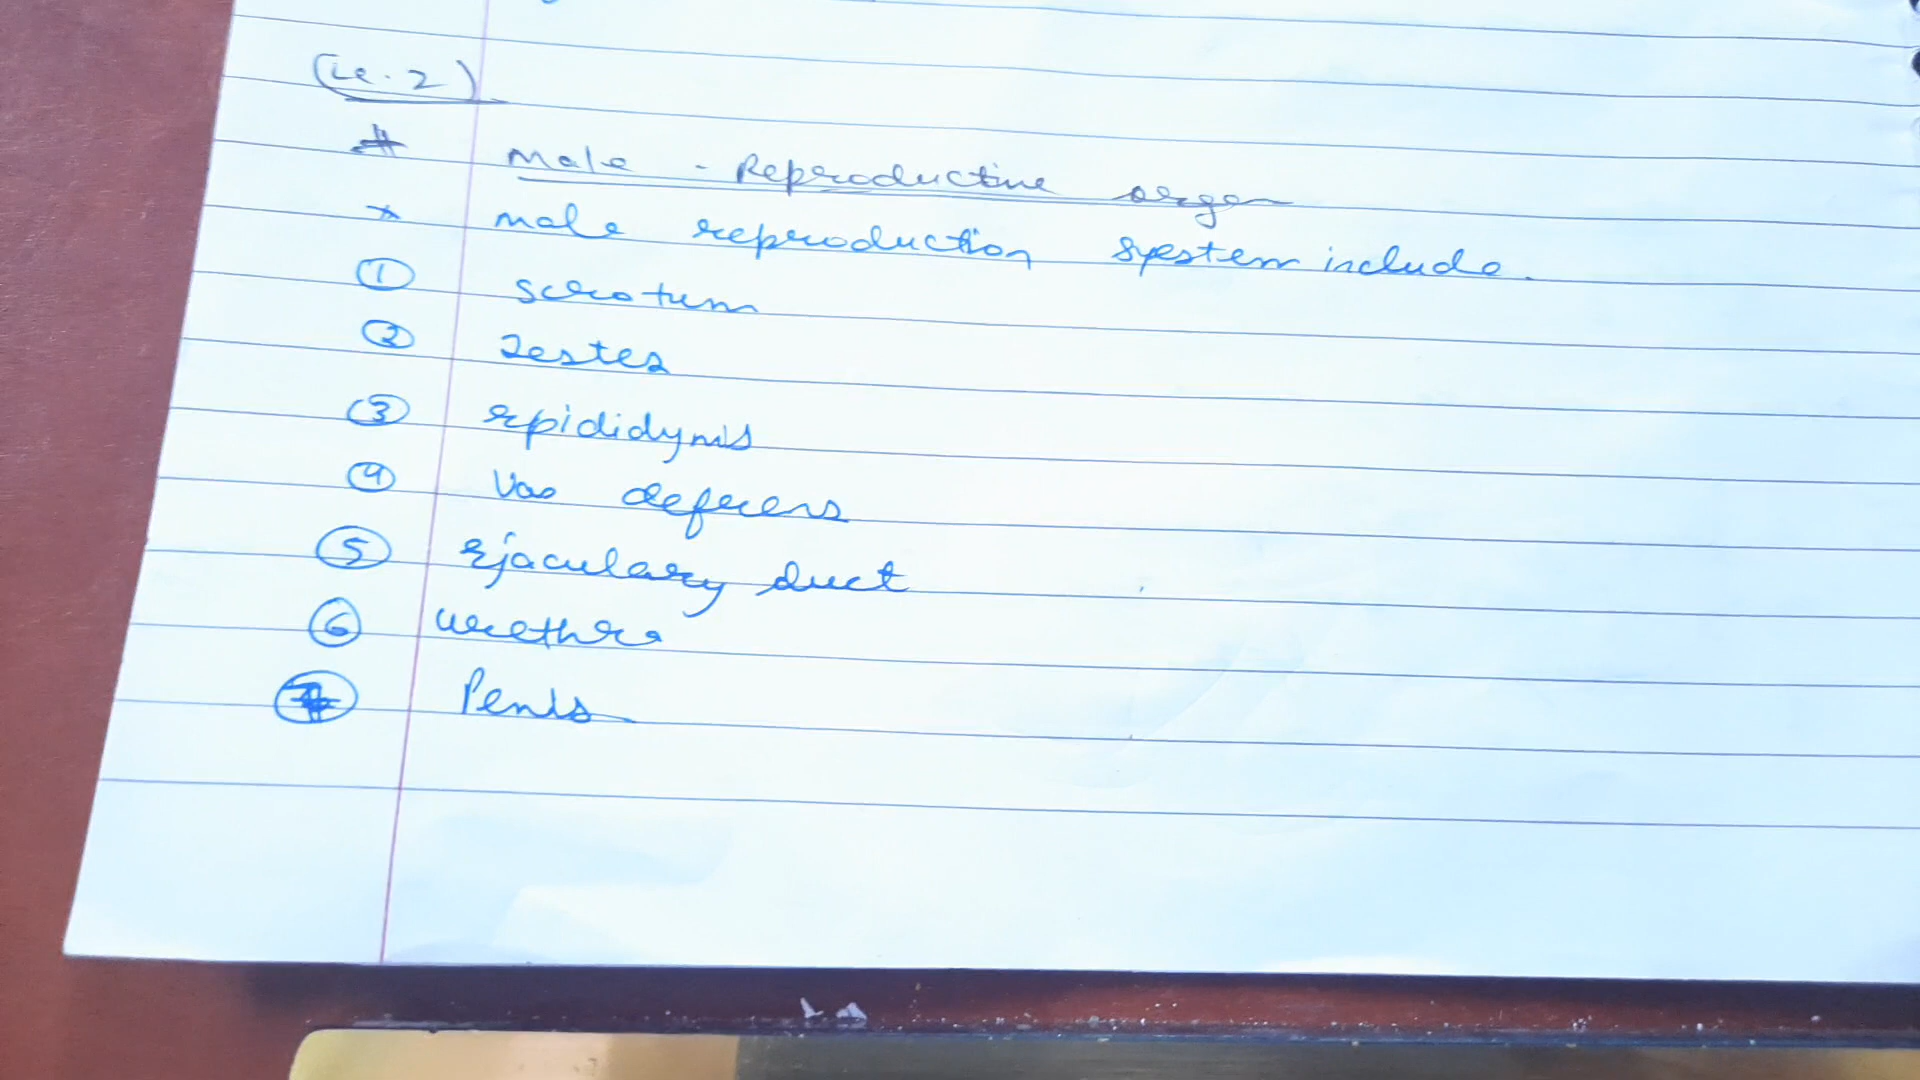 (Le. 2)
# Male - Reproductive organ
* male reproduction system include.
① scrotum
② Testes
③ epididymis
④ Vas deferens
⑤ Ejaculary duct
⑥ urethra
⑦ Penis